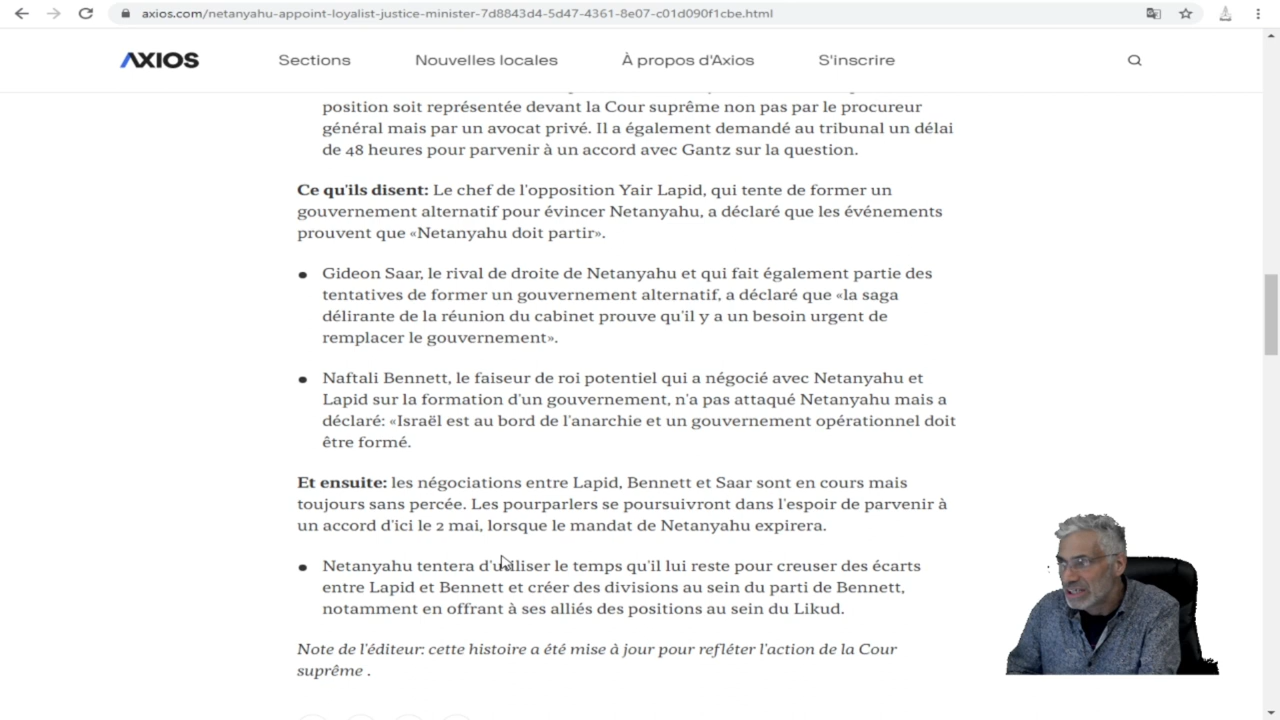 axios.com/netanyahu-appoint-loyalist-justice-minister-7d8843d4-5d47-4361-8e07-c01d090f1cbe.html
AXIOS Sections Nouvelles locales À propos d'Axios S'inscrire
position soit représentée devant la Cour suprême non pas par le procureur
général mais par un avocat privé. Il a également demandé au tribunal un délai
de 48 heures pour parvenir à un accord avec Gantz sur la question.
Ce qu'ils disent: Le chef de l'opposition Yair Lapid, qui tente de former un
gouvernement alternatif pour évincer Netanyahu, a déclaré que les événements
prouvent que «Netanyahu doit partir».
Gideon Saar, le rival de droite de Netanyahu et qui fait également partie des
tentatives de former un gouvernement alternatif, a déclaré que «la saga
délirante de la réunion du cabinet prouve qu'il y a un besoin urgent de
remplacer le gouvernement».
Naftali Bennett, le faiseur de roi potentiel qui a négocié avec Netanyahu et
Lapid sur la formation d'un gouvernement, n'a pas attaqué Netanyahu mais a
déclaré: «Israël est au bord de l'anarchie et un gouvernement opérationnel doit
être formé.
Et ensuite: les négociations entre Lapid, Bennett et Saar sont en cours mais
toujours sans percée. Les pourparlers se poursuivront dans l'espoir de parvenir à
un accord d'ici le 2 mai, lorsque le mandat de Netanyahu expirera.
Netanyahu tentera d'utiliser le temps qu'il lui reste pour creuser des écarts
entre Lapid et Bennett et créer des divisions au sein du parti de Bennett,
notamment en offrant à ses alliés des positions au sein du Likud.
Note de l'éditeur: cette histoire a été mise à jour pour refléter l'action de la Cour
suprême .